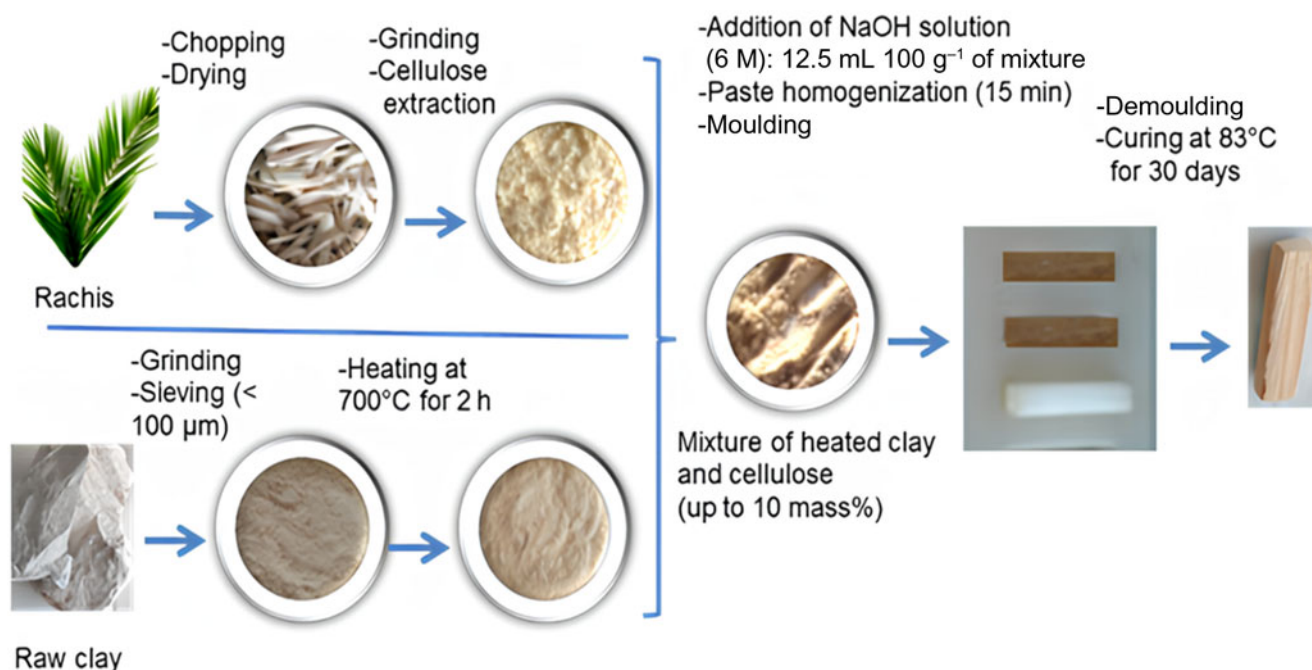 -Chopping
-Drying
-Grinding
-Cellulose
extraction
Rachis
-Grinding
-Sieving (<
100 µm)
-Heating at
700°C for 2 h
Raw clay
-Addition of NaOH solution
(6 M): 12.5 mL 100 g⁻¹ of mixture
-Paste homogenization (15 min)
-Moulding
Mixture of heated clay
and cellulose
(up to 10 mass%)
-Demoulding
-Curing at 83°C
for 30 days